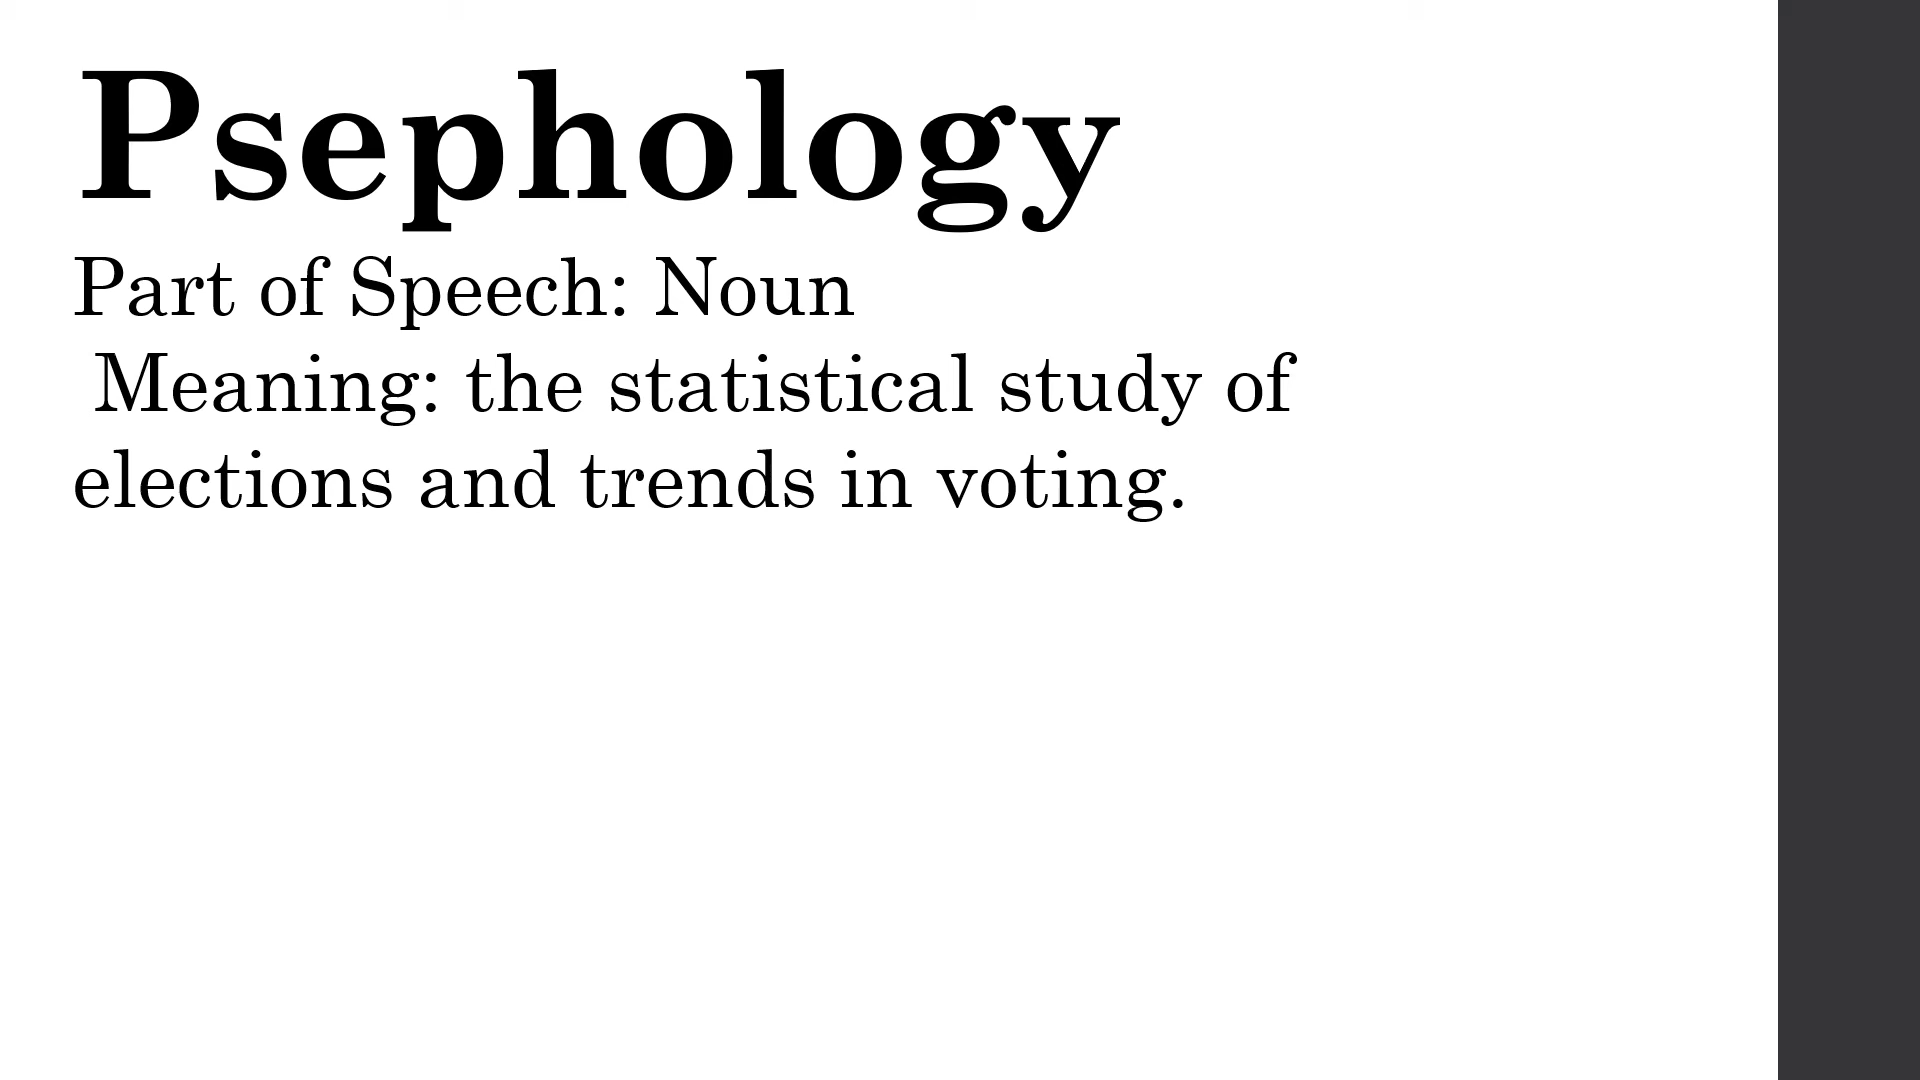 Psephology
Part of Speech: Noun
Meaning: the statistical study of
elections and trends in voting.